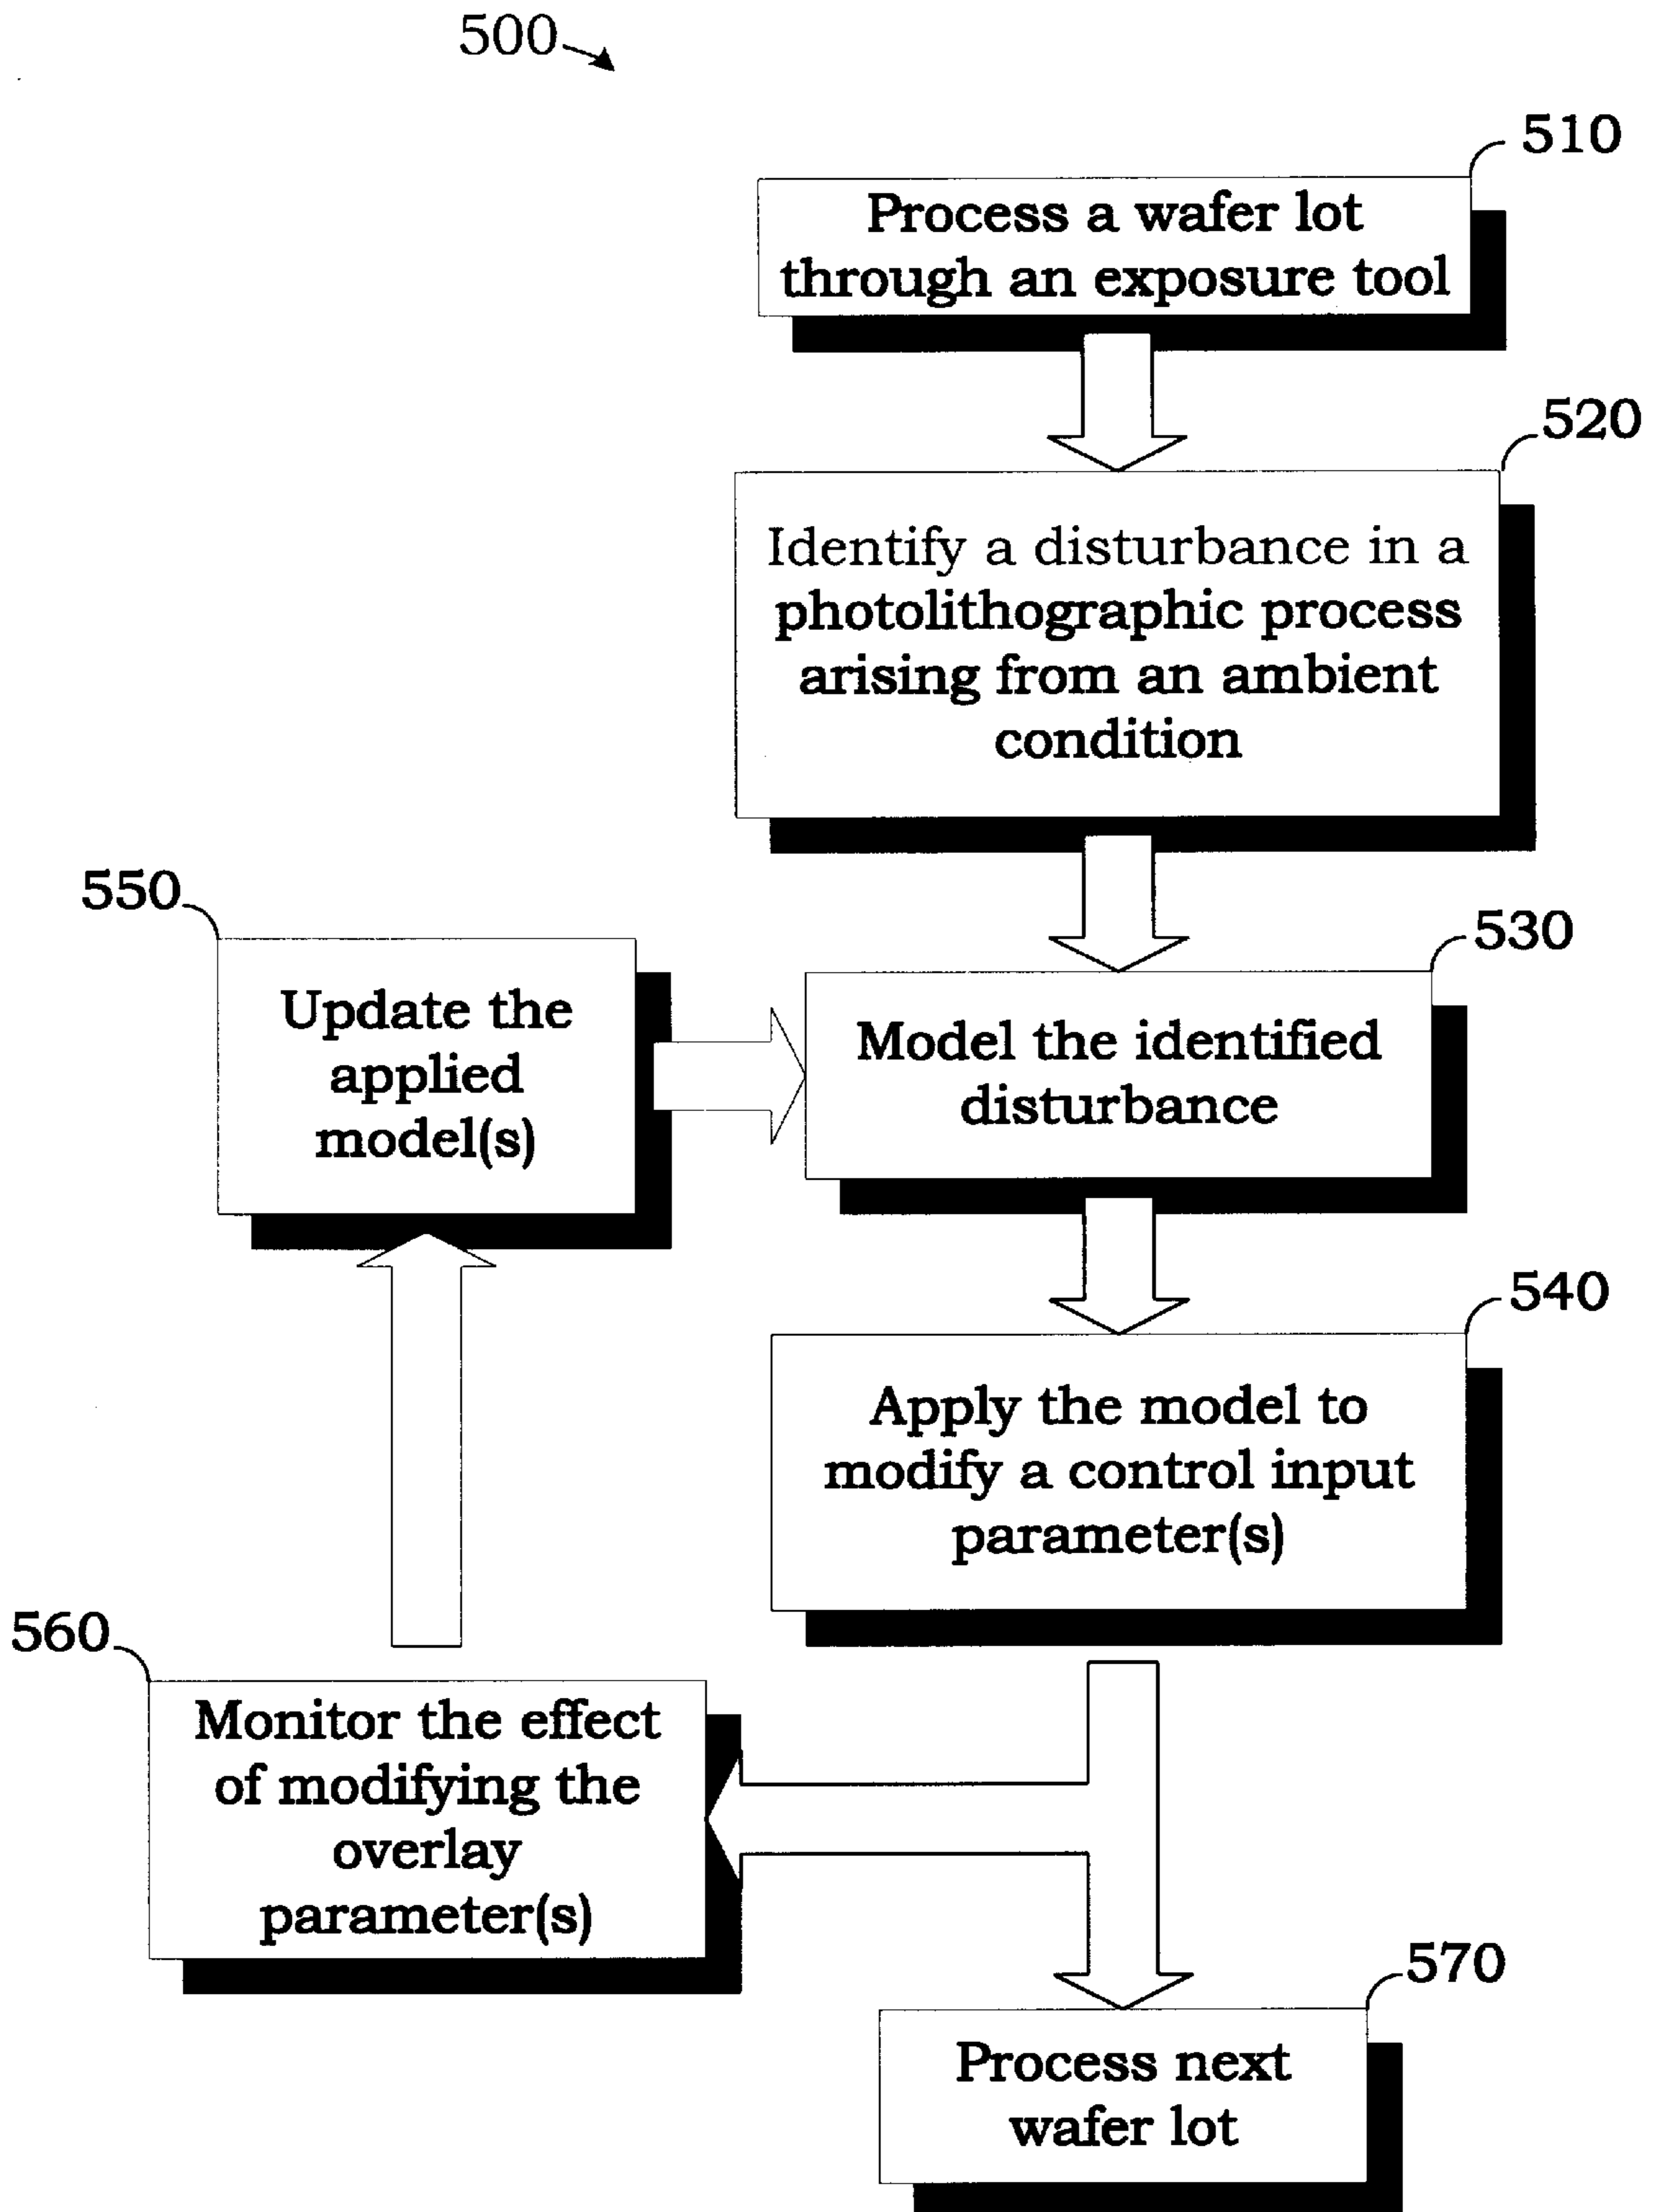 500
510
Process a wafer lot
through an exposure tool
520
Identify a disturbance in a
photolithographic process
arising from an ambient
condition
550
Update the
applied
model(s)
530
Model the identified
disturbance
540
Apply the model to
modify a control input
parameter(s)
560
Monitor the effect
of modifying the
overlay
parameter(s)
570
Process next
wafer lot